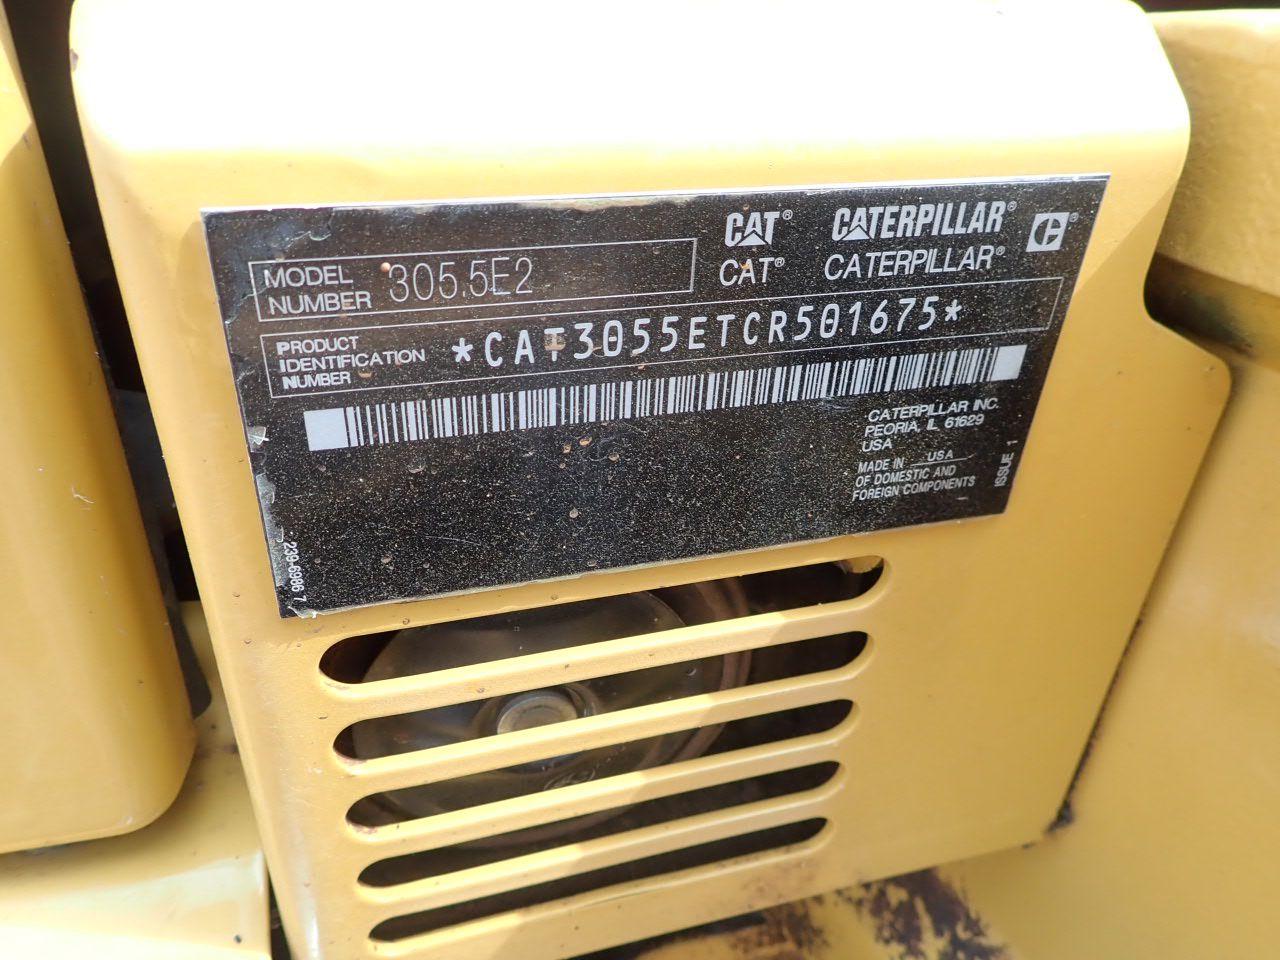 CAT® CATERPILLAR®
CAT® CATERPILLAR®
MODEL NUMBER 305.5E2
PRODUCT IDENTIFICATION NUMBER *CAT3055ETCR501675*
CATERPILLAR INC.
PEORIA, IL 61629
USA
MADE IN USA
OF DOMESTIC AND
FOREIGN COMPONENTS
ISSUE 1
239-6986 7